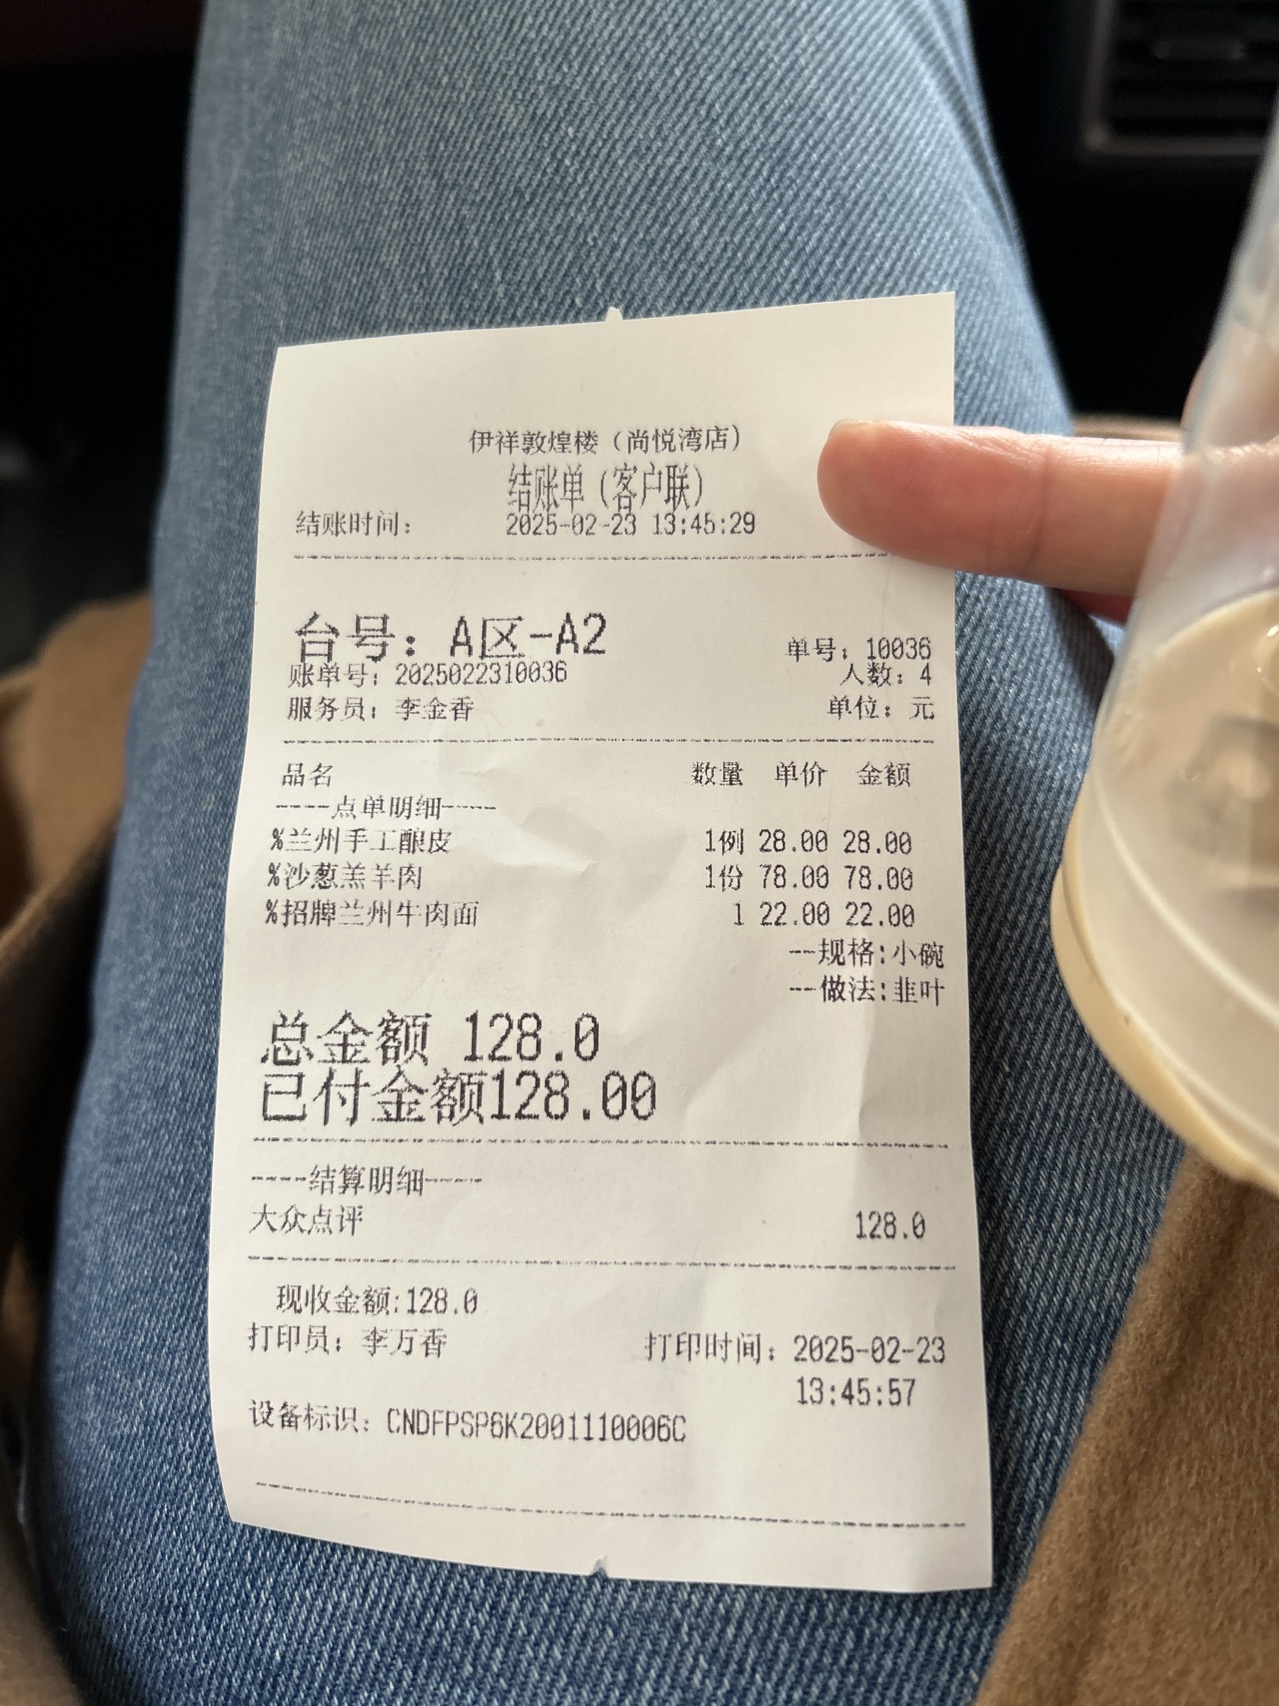 伊祥敦煌楼（尚悦湾店）
结账单（客户联）
结账时间： 2025-02-23 13:45:29
台号：A区-A2 单号：10036
账单号：2025022310036 人数：4
服务员：李金香 单位：元
品名 数量 单价 金额
----点单明细----
%兰州手工酿皮 1例 28.00 28.00
%沙葱羔羊肉 1份 78.00 78.00
%招牌兰州牛肉面 1 22.00 22.00
--规格:小碗
--做法:韭叶
总金额 128.0
已付金额128.00
----结算明细----
大众点评 128.0
现收金额:128.0
打印员：李万香 打印时间：2025-02-23
13:45:57
设备标识：CNDFPSP6K2001110006C